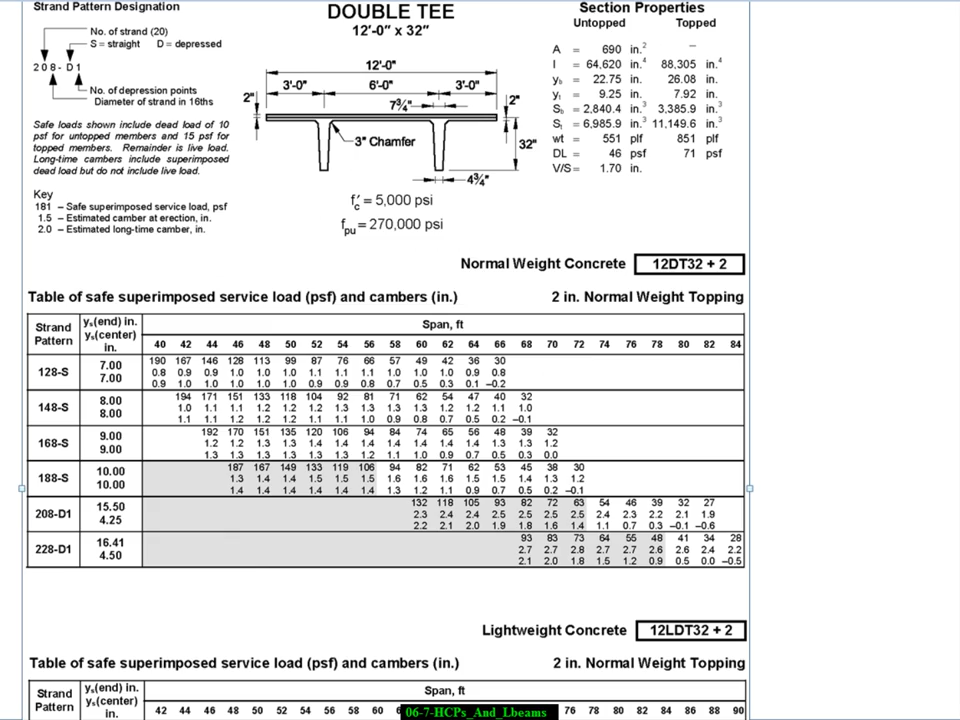 Strand Pattern Designation
No. of strand (20)
S = straight D = depressed
208-D1
No. of depression points
Diameter of strand in 16ths
Safe loads shown include dead load of 10
psf for untopped members and 15 psf for
topped members. Remainder is live load.
Long-time cambers include superimposed
dead load but do not include live load.
Key
181 – Safe superimposed service load, psf
1.5 – Estimated camber at erection, in.
2.0 – Estimated long-time camber, in.
DOUBLE TEE
12'-0" x 32"
12'-0"
3'-0" 6'-0" 3'-0"
2" 7¾" 2"
3" Chamfer
32"
4¾"
f'c = 5,000 psi
fpu = 270,000 psi
Section Properties
Untopped Topped
A = 690 in.² –
I = 64,620 in.⁴ 88,305 in.⁴
yb = 22.75 in. 26.08 in.
yt = 9.25 in. 7.92 in.
Sb = 2,840.4 in.³ 3,385.9 in.³
St = 6,985.9 in.³ 11,149.6 in.³
wt = 551 plf 851 plf
DL = 46 psf 71 psf
V/S = 1.70 in.
Normal Weight Concrete 12DT32 + 2
Table of safe superimposed service load (psf) and cambers (in.) 2 in. Normal Weight Topping
Strand Pattern ys(end) in. ys(center) in. Span, ft
40 42 44 46 48 50 52 54 56 58 60 62 64 66 68 70 72 74 76 78 80 82 84
128-S 7.00 7.00
190 167 146 128 113 99 87 76 66 57 49 42 36 30
0.8 0.9 0.9 1.0 1.0 1.0 1.1 1.1 1.1 1.0 1.0 1.0 0.9 0.8
0.9 1.0 1.0 1.0 1.0 1.0 0.9 0.9 0.8 0.7 0.5 0.3 0.1 –0.2
148-S 8.00 8.00
194 171 151 133 118 104 92 81 71 62 54 47 40 32
1.0 1.1 1.1 1.2 1.2 1.2 1.3 1.3 1.3 1.3 1.2 1.2 1.1 1.0
1.1 1.1 1.2 1.2 1.2 1.1 1.1 1.0 0.9 0.8 0.7 0.5 0.2 –0.1
168-S 9.00 9.00
192 170 151 135 120 106 94 84 74 65 56 48 39 32
1.2 1.2 1.3 1.3 1.4 1.4 1.4 1.4 1.4 1.4 1.4 1.3 1.3 1.2
1.3 1.3 1.3 1.3 1.3 1.3 1.3 1.2 1.1 1.0 0.9 0.7 0.5 0.3 0.0
188-S 10.00 10.00
187 167 149 133 119 106 94 82 71 62 53 45 38 30
1.3 1.4 1.4 1.5 1.5 1.5 1.6 1.6 1.6 1.5 1.5 1.4 1.3 1.2
1.4 1.4 1.4 1.4 1.4 1.4 1.3 1.2 1.1 0.9 0.7 0.5 0.2 –0.1
208-D1 15.50 4.25
132 118 105 93 82 72 63 54 46 39 32 27
2.3 2.4 2.4 2.5 2.5 2.5 2.5 2.4 2.3 2.2 2.1 1.9
2.2 2.1 2.0 1.9 1.8 1.6 1.4 1.1 0.7 0.3 –0.1 –0.6
228-D1 16.41 4.50
93 83 73 64 55 48 41 34 28
2.7 2.7 2.8 2.7 2.7 2.6 2.6 2.4 2.2
2.1 2.0 1.8 1.5 1.2 0.9 0.5 0.0 –0.5
Lightweight Concrete 12LDT32 + 2
Table of safe superimposed service load (psf) and cambers (in.) 2 in. Normal Weight Topping
Strand Pattern ys(end) in. ys(center) in. Span, ft
42 44 46 48 50 52 54 56 58 60 76 78 80 82 84 86 88 90
06-7-HCPs_And_Lbeams